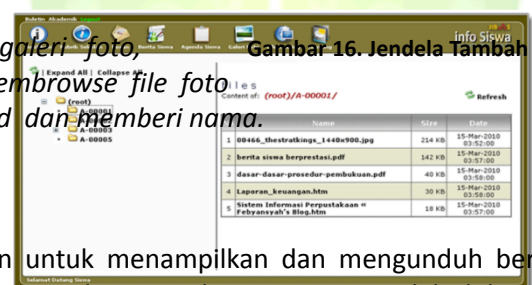 Buletin Akademik Logout
info Siswa
Berita Siswa Agenda Siswa
galeri foto,
Gambar 16. Jendela Tambah
| Expand All | Collapse
embrowse file foto
iles
Content of: (root)/A-00001/
Refresh
(root)
A-00001
d dan memberi nama.
A-00003
A-00005
Name Size Date
1 00466_thestratkings_1440x900.jpg 214 KB 15-Mar-2010 03:52:00
2 berita siswa berprestasi.pdf 142 KB 15-Mar-2010 03:57:00
3 dasar-dasar-prosedur-pembukuan.pdf 40 KB 15-Mar-2010 03:58:00
4 Laporan_keuangan.htm 30 KB 15-Mar-2010 03:58:00
5 Sistem Informasi Perpustakaan « Febyansyah's Blog.htm 18 KB 15-Mar-2010 03:57:00
n untuk menampilkan dan mengunduh ber
Selamat Datang Siswa